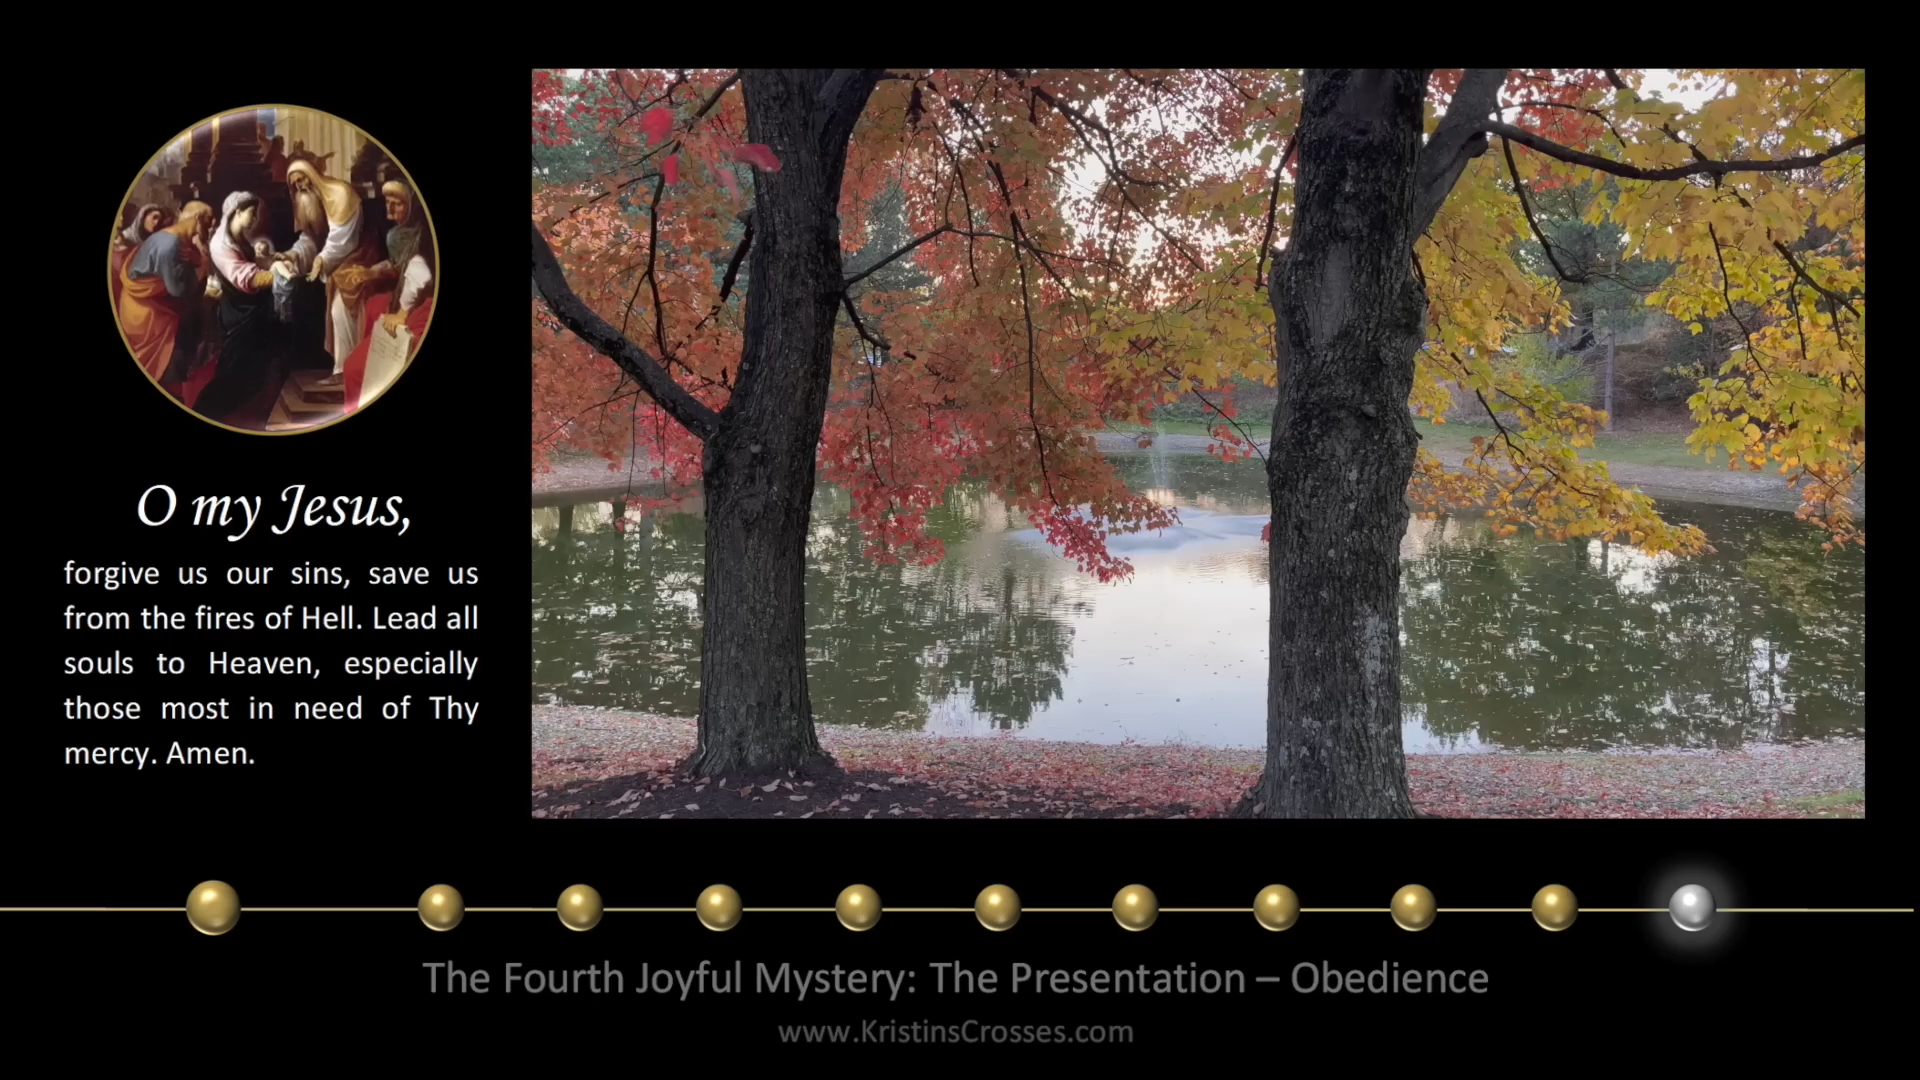 O my Jesus,
forgive us our sins, save us
from the fires of Hell. Lead all
souls to Heaven, especially
those most in need of Thy
mercy. Amen.
The Fourth Joyful Mystery: The Presentation – Obedience
www.KristinsCrosses.com